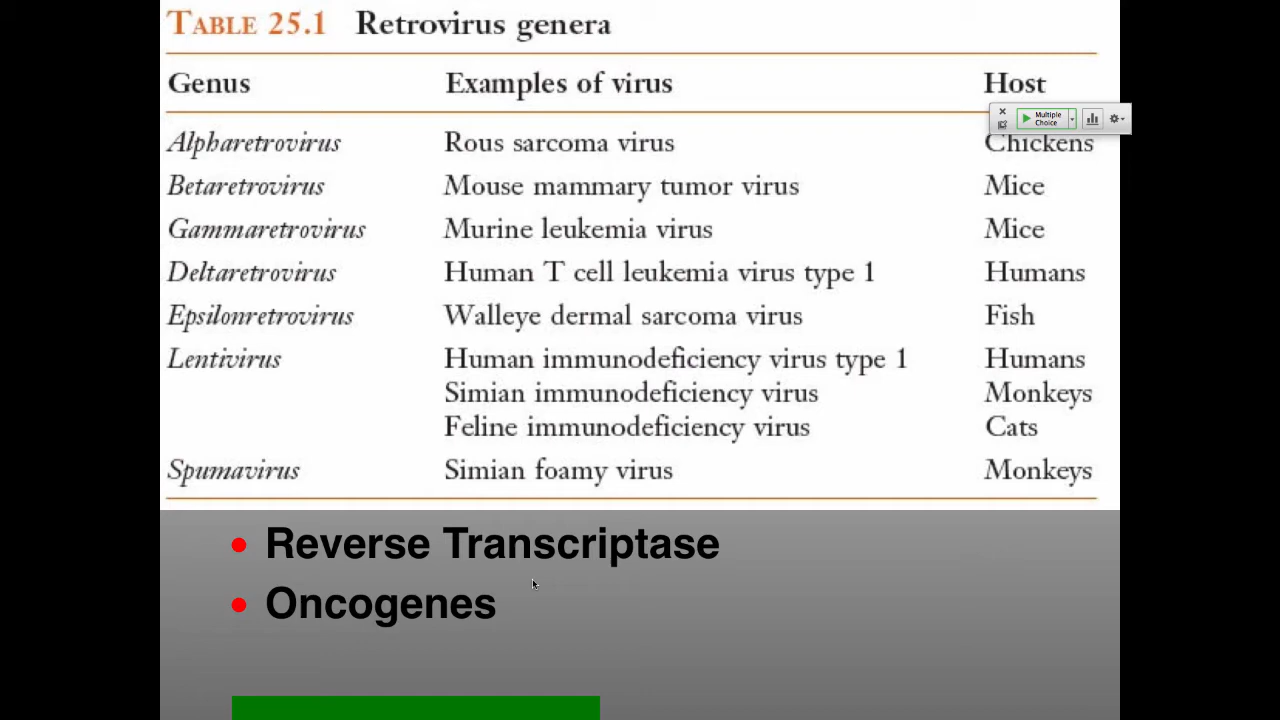 TABLE 25.1 Retrovirus genera
Genus Examples of virus Host
Multiple
Choice
Alpharetrovirus Rous sarcoma virus Chickens
Betaretrovirus Mouse mammary tumor virus Mice
Gammaretrovirus Murine leukemia virus Mice
Deltaretrovirus Human T cell leukemia virus type 1 Humans
Epsilonretrovirus Walleye dermal sarcoma virus Fish
Lentivirus Human immunodeficiency virus type 1 Humans
Simian immunodeficiency virus Monkeys
Feline immunodeficiency virus Cats
Spumavirus Simian foamy virus Monkeys
• Reverse Transcriptase
• Oncogenes